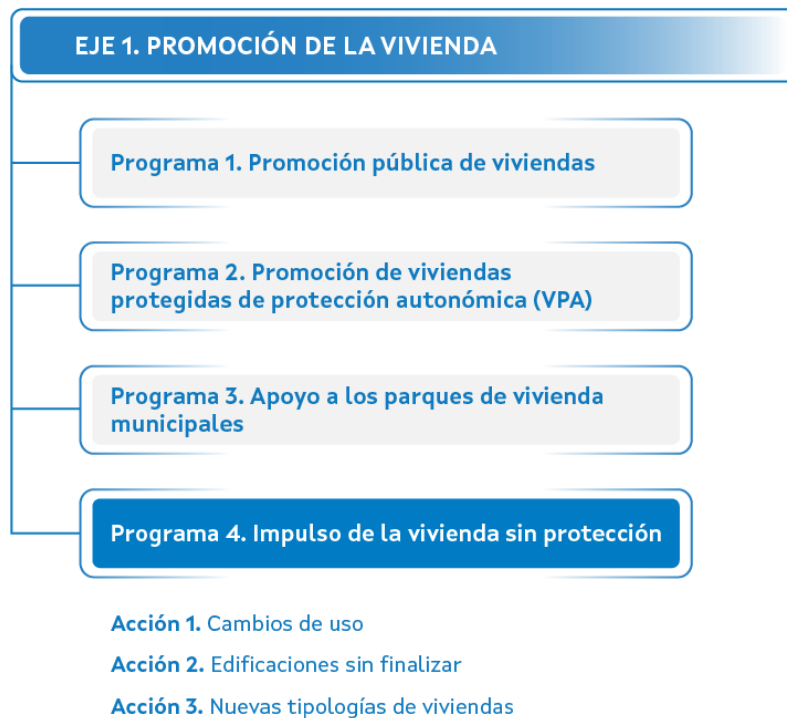 EJE 1. PROMOCIÓN DE LA VIVIENDA
Programa 1. Promoción pública de viviendas
Programa 2. Promoción de viviendas
protegidas de protección autonómica (VPA)
Programa 3. Apoyo a los parques de vivienda
municipales
Programa 4. Impulso de la vivienda sin protección
Acción 1. Cambios de uso
Acción 2. Edificaciones sin finalizar
Acción 3. Nuevas tipologías de viviendas